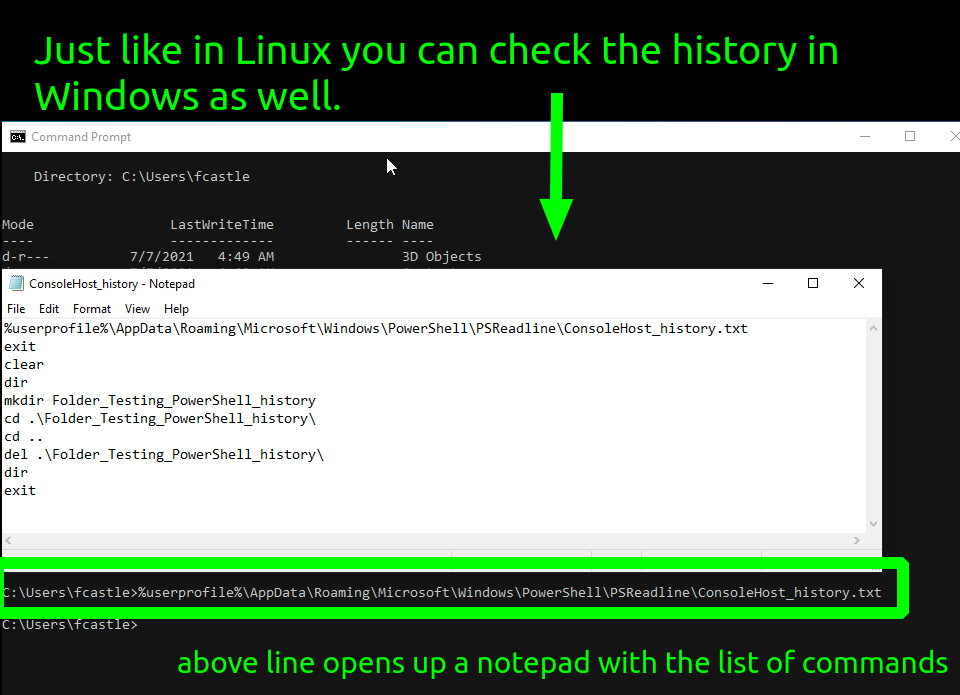 Just like in Linux you can check the history in
Windows as well.
Command Prompt
Directory: C:\Users\fcastle
Mode LastWriteTime Length Name
---- ------------- ------ ----
d-r--- 7/7/2021 4:49 AM 3D Objects
ConsoleHost_history - Notepad
File Edit Format View Help
%userprofile%\AppData\Roaming\Microsoft\Windows\PowerShell\PSReadline\ConsoleHost_history.txt
exit
clear
dir
mkdir Folder_Testing_PowerShell_history
cd .\Folder_Testing_PowerShell_history\
cd ..
del .\Folder_Testing_PowerShell_history\
dir
exit
C:\Users\fcastle>%userprofile%\AppData\Roaming\Microsoft\Windows\PowerShell\PSReadline\ConsoleHost_history.txt
C:\Users\fcastle>
above line opens up a notepad with the list of commands